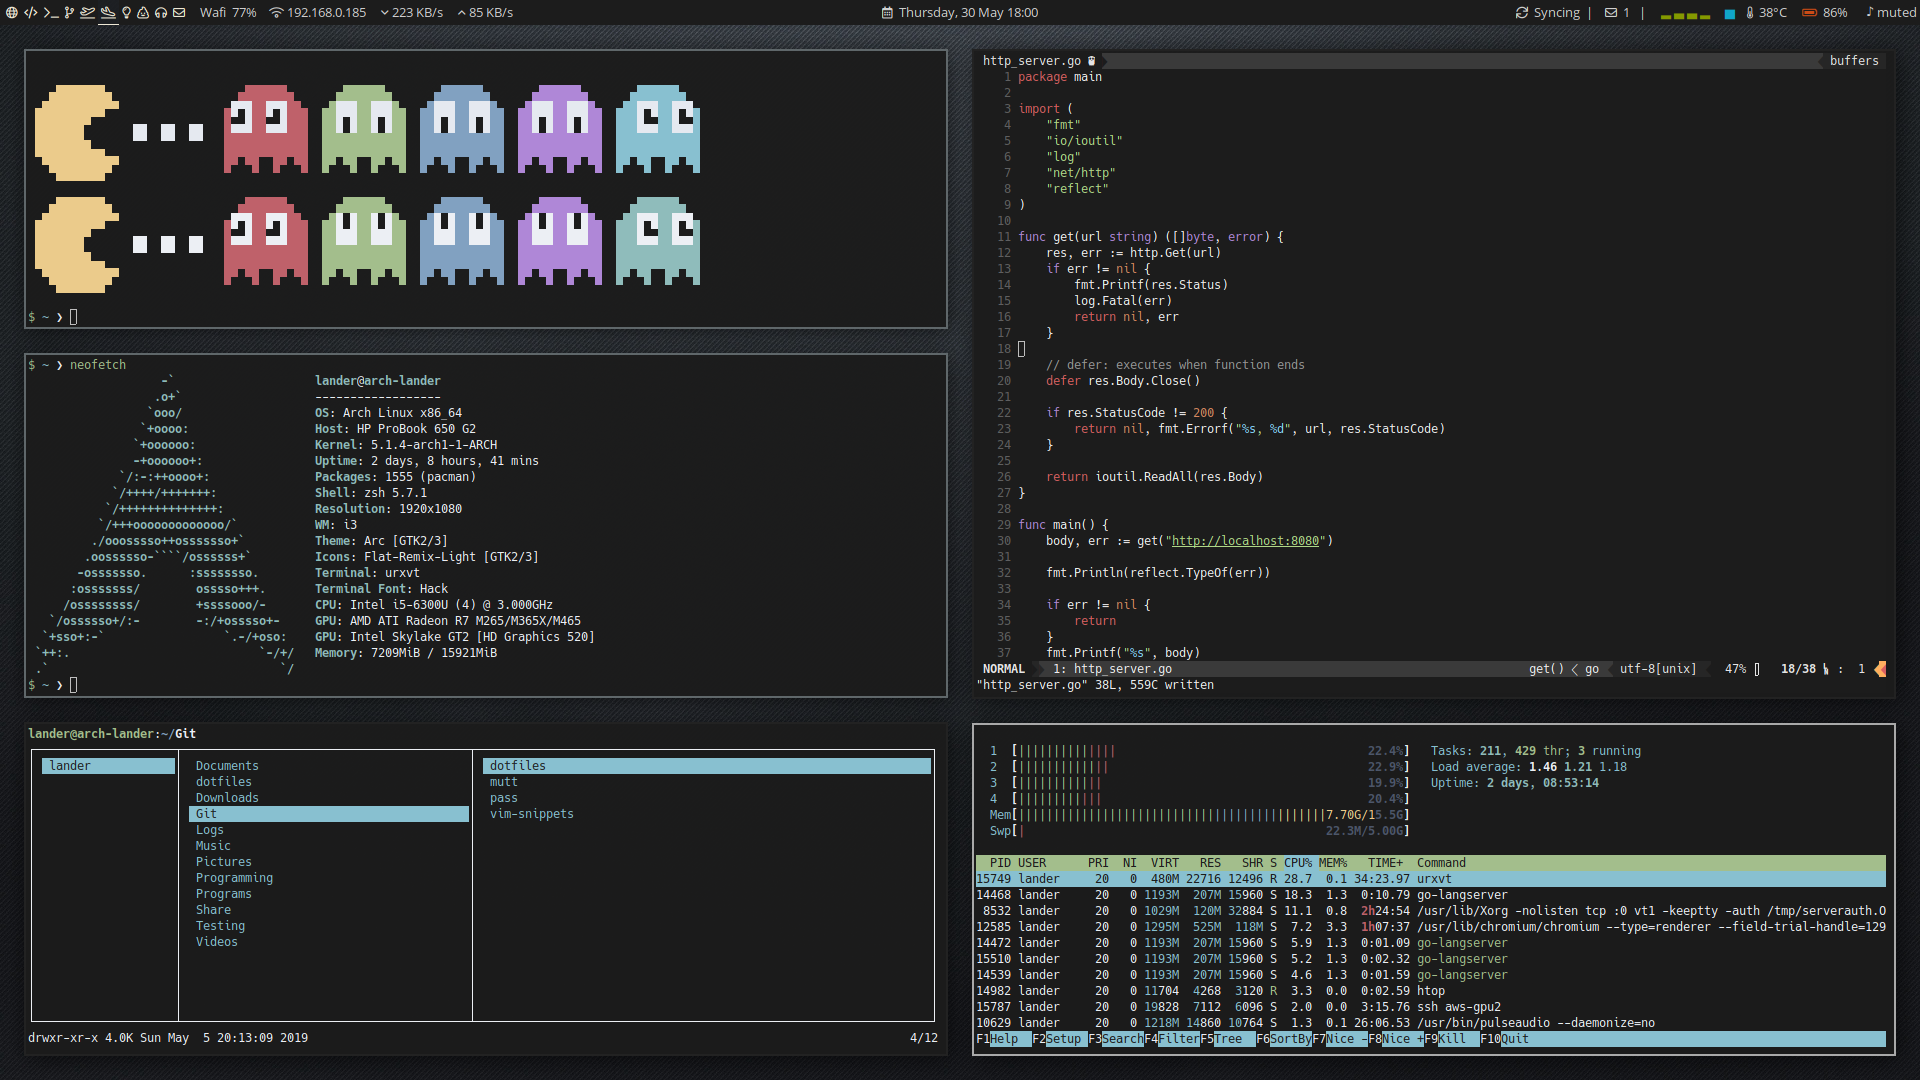 Wafi 77% 192.168.0.185 223 KB/s 85 KB/s
Thursday, 30 May 18:00
Syncing | 1 | 38°C 86% muted
$ ~ ❯
$ ~ ❯ neofetch
-`
.o+`
`ooo/
`+oooo:
`+oooooo:
-+oooooo+:
`/:-:++oooo+:
`/++++/+++++++:
`/++++++++++++++:
`/+++ooooooooooooo/`
./ooosssso++osssssso+`
.oossssso-````/ossssss+`
-osssssso. :ssssssso.
:osssssss/ osssso+++.
/ossssssss/ +ssssooo/-
`/ossssso+/:- -:/+osssso+-
`+sso+:-` `.-/+oso:
`++:. `-/+/
.` `/
lander@arch-lander
------------------
OS: Arch Linux x86_64
Host: HP ProBook 650 G2
Kernel: 5.1.4-arch1-1-ARCH
Uptime: 2 days, 8 hours, 41 mins
Packages: 1555 (pacman)
Shell: zsh 5.7.1
Resolution: 1920x1080
WM: i3
Theme: Arc [GTK2/3]
Icons: Flat-Remix-Light [GTK2/3]
Terminal: urxvt
Terminal Font: Hack
CPU: Intel i5-6300U (4) @ 3.000GHz
GPU: AMD ATI Radeon R7 M265/M365X/M465
GPU: Intel Skylake GT2 [HD Graphics 520]
Memory: 7209MiB / 15921MiB
$ ~ ❯
lander@arch-lander:~/Git
lander
Documents
dotfiles
Downloads
Git
Logs
Music
Pictures
Programming
Programs
Share
Testing
Videos
dotfiles
mutt
pass
vim-snippets
drwxr-xr-x 4.0K Sun May  5 20:13:09 2019 4/12
http_server.go buffers
1 package main
2
3 import (
4     "fmt"
5     "io/ioutil"
6     "log"
7     "net/http"
8     "reflect"
9 )
10
11 func get(url string) ([]byte, error) {
12     res, err := http.Get(url)
13     if err != nil {
14         fmt.Printf(res.Status)
15         log.Fatal(err)
16         return nil, err
17     }
18
19     // defer: executes when function ends
20     defer res.Body.Close()
21
22     if res.StatusCode != 200 {
23         return nil, fmt.Errorf("%s, %d", url, res.StatusCode)
24     }
25
26     return ioutil.ReadAll(res.Body)
27 }
28
29 func main() {
30     body, err := get("http://localhost:8080")
31
32     fmt.Println(reflect.TypeOf(err))
33
34     if err != nil {
35         return
36     }
37     fmt.Printf("%s", body)
NORMAL 1: http_server.go get() < go utf-8[unix] 47% 18/38 : 1
"http_server.go" 38L, 559C written
1 [|||||||||||||| 22.4%] Tasks: 211, 429 thr; 3 running
2 [||||||||||||| 22.9%] Load average: 1.46 1.21 1.18
3 [|||||||||||| 19.9%] Uptime: 2 days, 08:53:14
4 [|||||||||||| 20.4%]
Mem[||||||||||||||||||||||||||||||||||||||||||||7.70G/15.5G]
Swp[| 22.3M/5.00G]
PID USER PRI NI VIRT RES SHR S CPU% MEM% TIME+ Command
15749 lander 20 0 480M 22716 12496 R 28.7 0.1 34:23.97 urxvt
14468 lander 20 0 1193M 207M 15960 S 18.3 1.3 0:10.79 go-langserver
8532 lander 20 0 1029M 120M 32884 S 11.1 0.8 2h24:54 /usr/lib/Xorg -nolisten tcp :0 vt1 -keeptty -auth /tmp/serverauth.O
12585 lander 20 0 1295M 525M 118M S 7.2 3.3 1h07:37 /usr/lib/chromium/chromium --type=renderer --field-trial-handle=129
14472 lander 20 0 1193M 207M 15960 S 5.9 1.3 0:01.09 go-langserver
15510 lander 20 0 1193M 207M 15960 S 5.2 1.3 0:02.32 go-langserver
14539 lander 20 0 1193M 207M 15960 S 4.6 1.3 0:01.59 go-langserver
14982 lander 20 0 11704 4268 3120 R 3.3 0.0 0:02.59 htop
15787 lander 20 0 19828 7112 6096 S 2.0 0.0 3:15.76 ssh aws-gpu2
10629 lander 20 0 1218M 14860 10764 S 1.3 0.1 26:06.53 /usr/bin/pulseaudio --daemonize=no
F1Help F2Setup F3SearchF4FilterF5Tree F6SortByF7Nice -F8Nice +F9Kill F10Quit